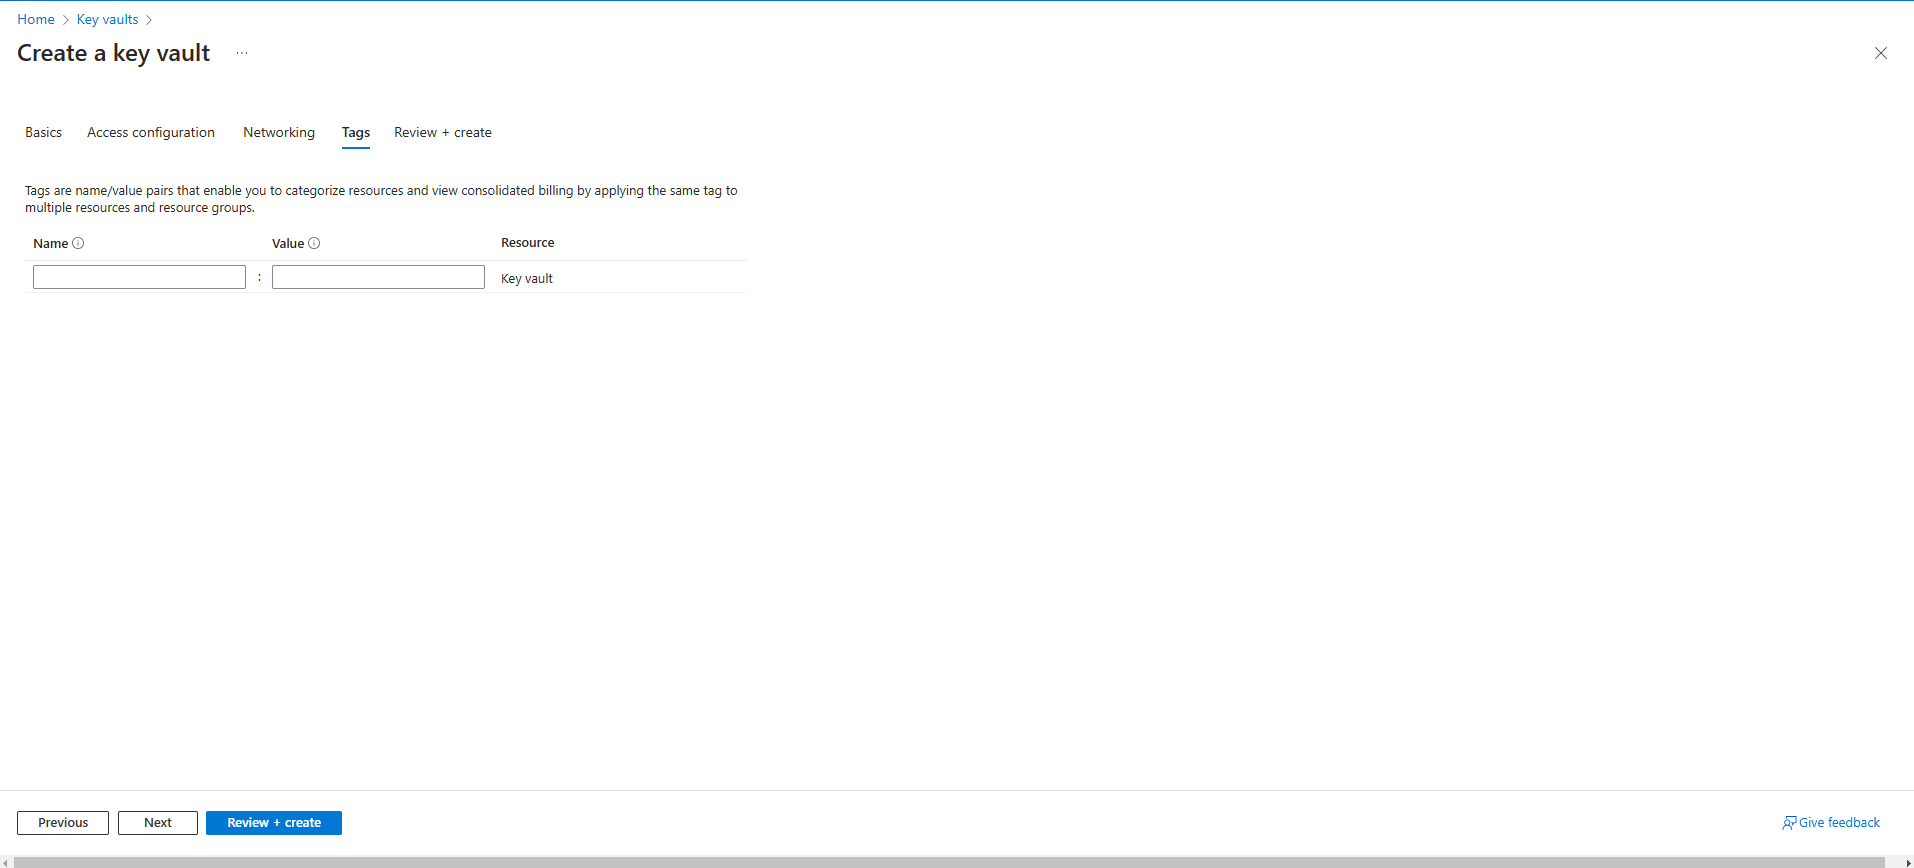 Home > Key vaults >
Create a key vault ...
Basics Access configuration Networking Tags Review + create
Tags are name/value pairs that enable you to categorize resources and view consolidated billing by applying the same tag to
multiple resources and resource groups.
Name Value Resource
: Key vault
Previous Next Review + create Give feedback